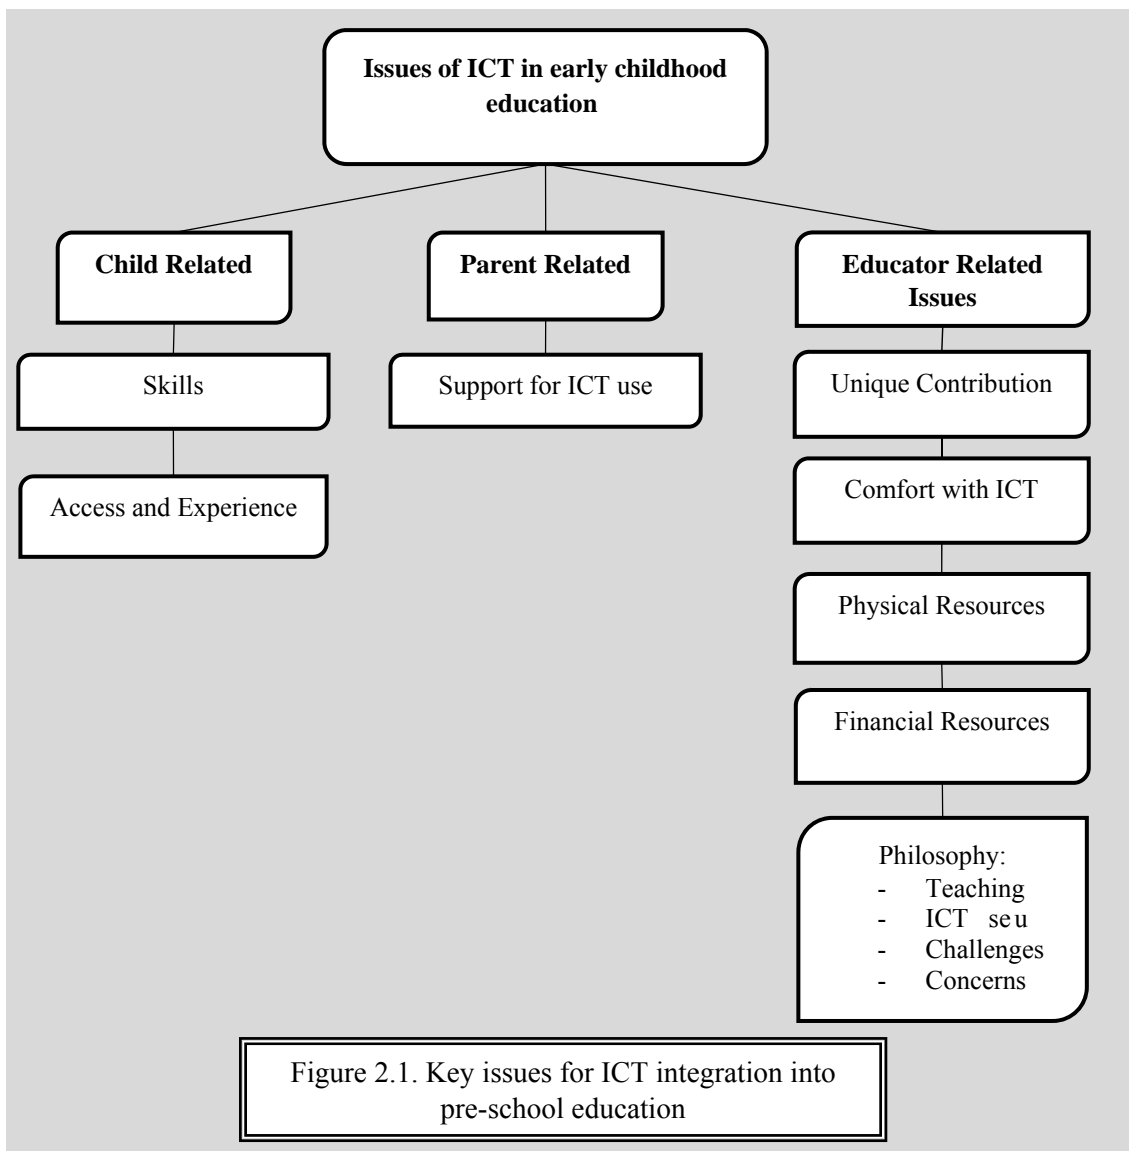 Issues of ICT in early childhood
education
Child Related
Parent Related
Educator Related
Issues
Skills
Support for ICT use
Unique Contribution
Access and Experience
Comfort with ICT
Physical Resources
Financial Resources
Philosophy:
- Teaching
- ICT seu
- Challenges
- Concerns
Figure 2.1. Key issues for ICT integration into
pre-school education